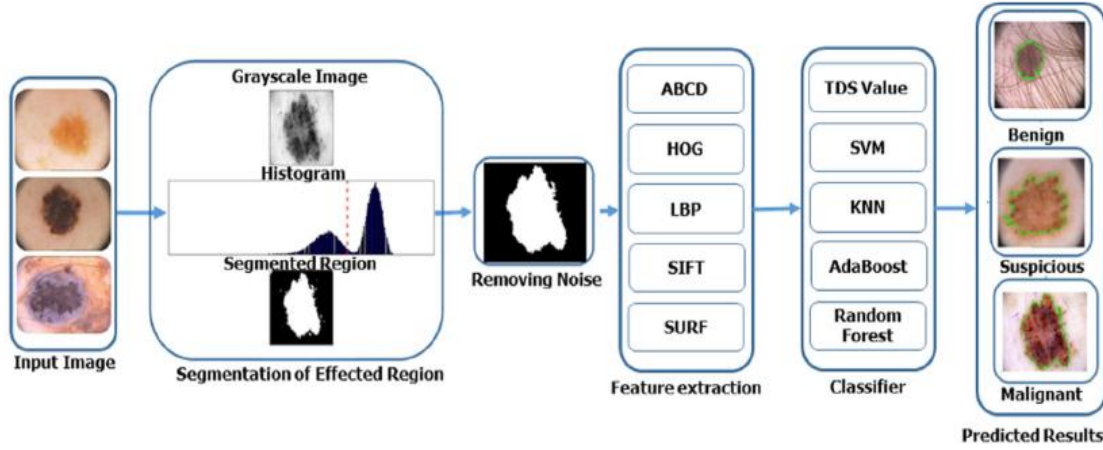 Input Image
Grayscale Image
Histogram
Segmented Region
Segmentation of Effected Region
Removing Noise
ABCD
HOG
LBP
SIFT
SURF
Feature extraction
TDS Value
SVM
KNN
AdaBoost
Random
Forest
Classifier
Benign
Suspicious
Malignant
Predicted Results